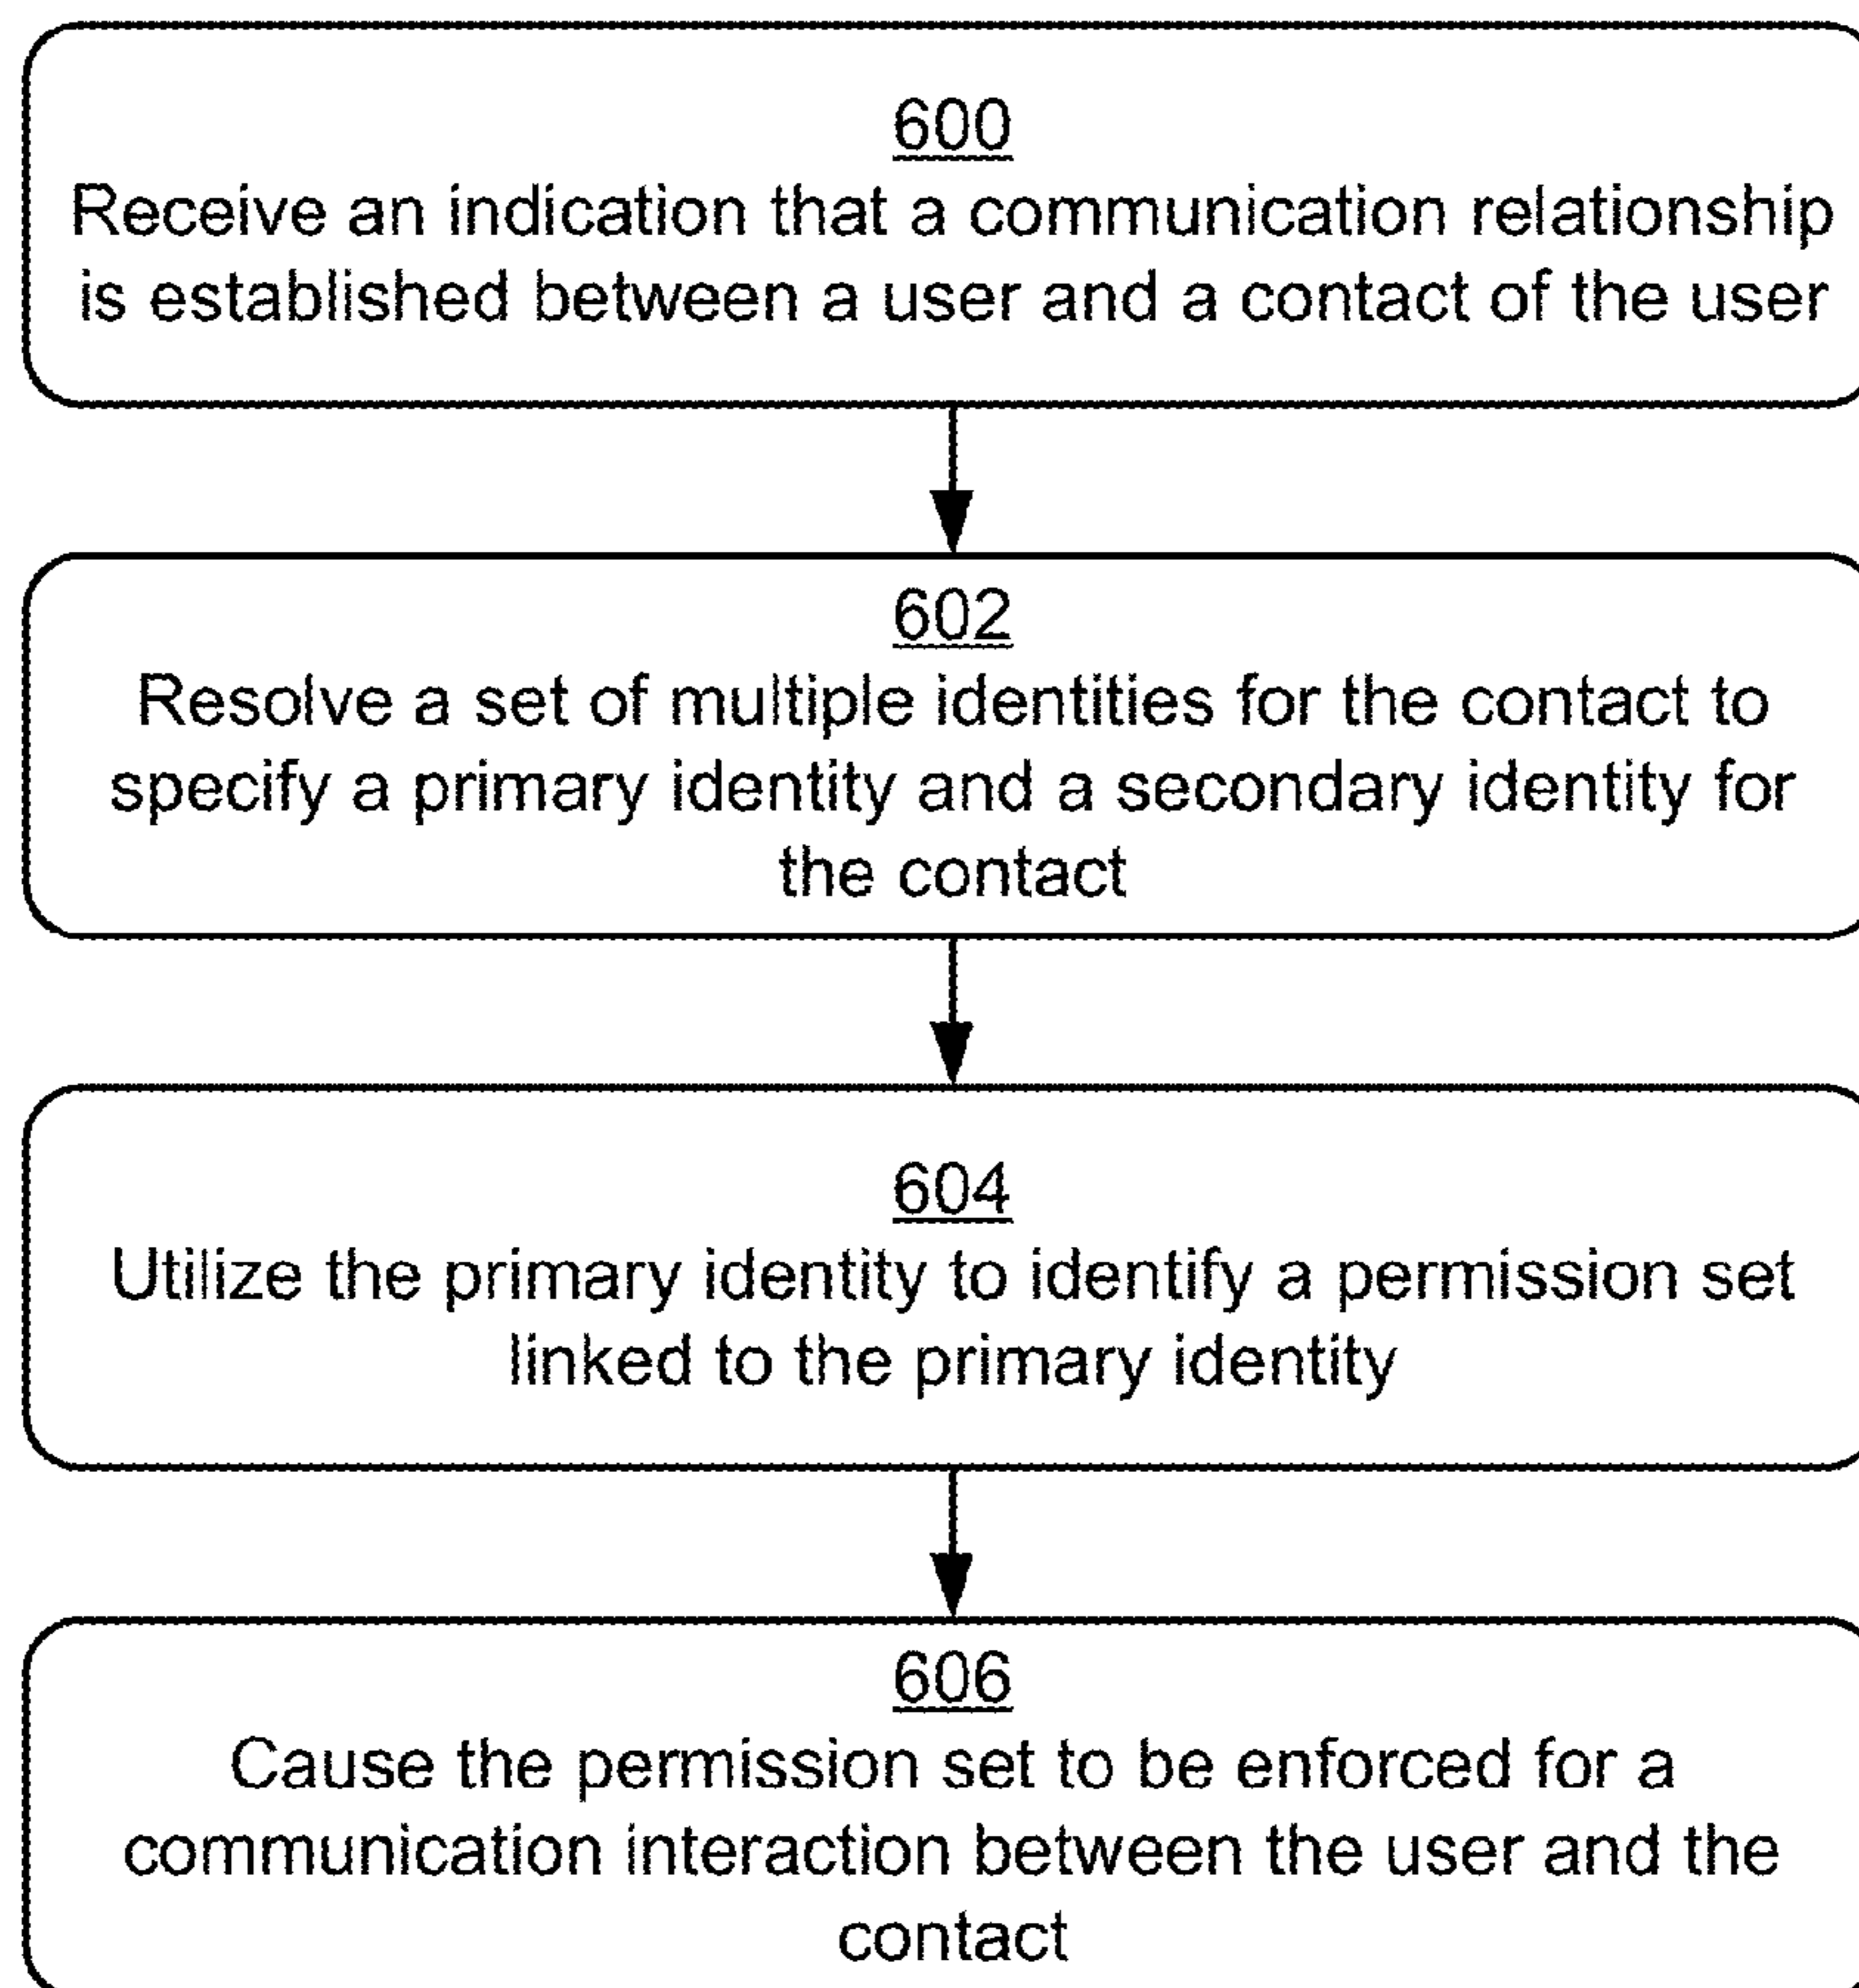 600
Receive an indication that a communication relationship
is established between a user and a contact of the user
602
Resolve a set of multiple identities for the contact to
specify a primary identity and a secondary identity for
the contact
604
Utilize the primary identity to identify a permission set
linked to the primary identity
606
Cause the permission set to be enforced for a
communication interaction between the user and the
contact